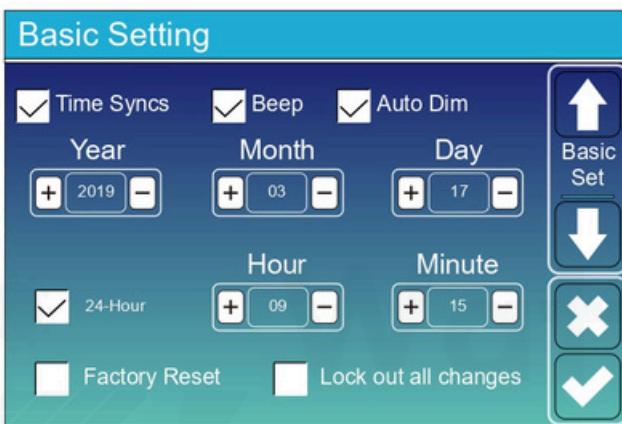 Basic Setting
Time Syncs Beep Auto Dim
Year Month Day
+ 2019 − + 03 − + 17 −
Basic
Set
Hour Minute
24-Hour + 09 − + 15 −
Factory Reset Lock out all changes